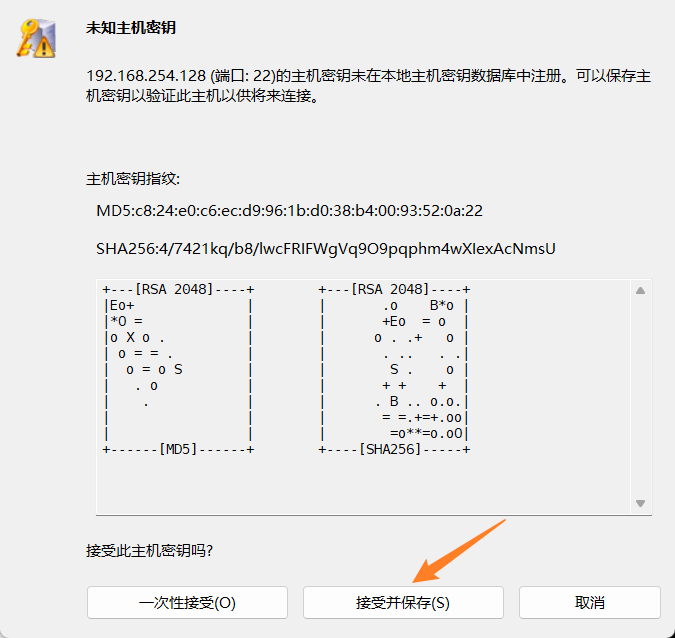 未知主机密钥
192.168.254.128 (端口: 22)的主机密钥未在本地主机密钥数据库中注册。可以保存主
机密钥以验证此主机以供将来连接。
主机密钥指纹:
MD5:c8:24:e0:c6:ec:d9:96:1b:d0:38:b4:00:93:52:0a:22
SHA256:4/7421kq/b8/lwcFRIFWgVq9O9pqphm4wXIexAcNmsU
+---[RSA 2048]----+        +---[RSA 2048]----+
|Eo+              |        |       .o    B*o |
|*O =             |        |       +Eo  = o  |
|o X o .          |        |      o . .+   o |
| o = = .         |        |       . ..   . .|
|  o = o S        |        |        S .    o |
|   . o           |        |       + +    +  |
|    .            |        |      . B .. o.o.|
|                 |        |       = =.+=+.oo|
|                 |        |        =o**=o.oO|
+------[MD5]------+        +----[SHA256]-----+
接受此主机密钥吗?
一次性接受(O) 接受并保存(S) 取消